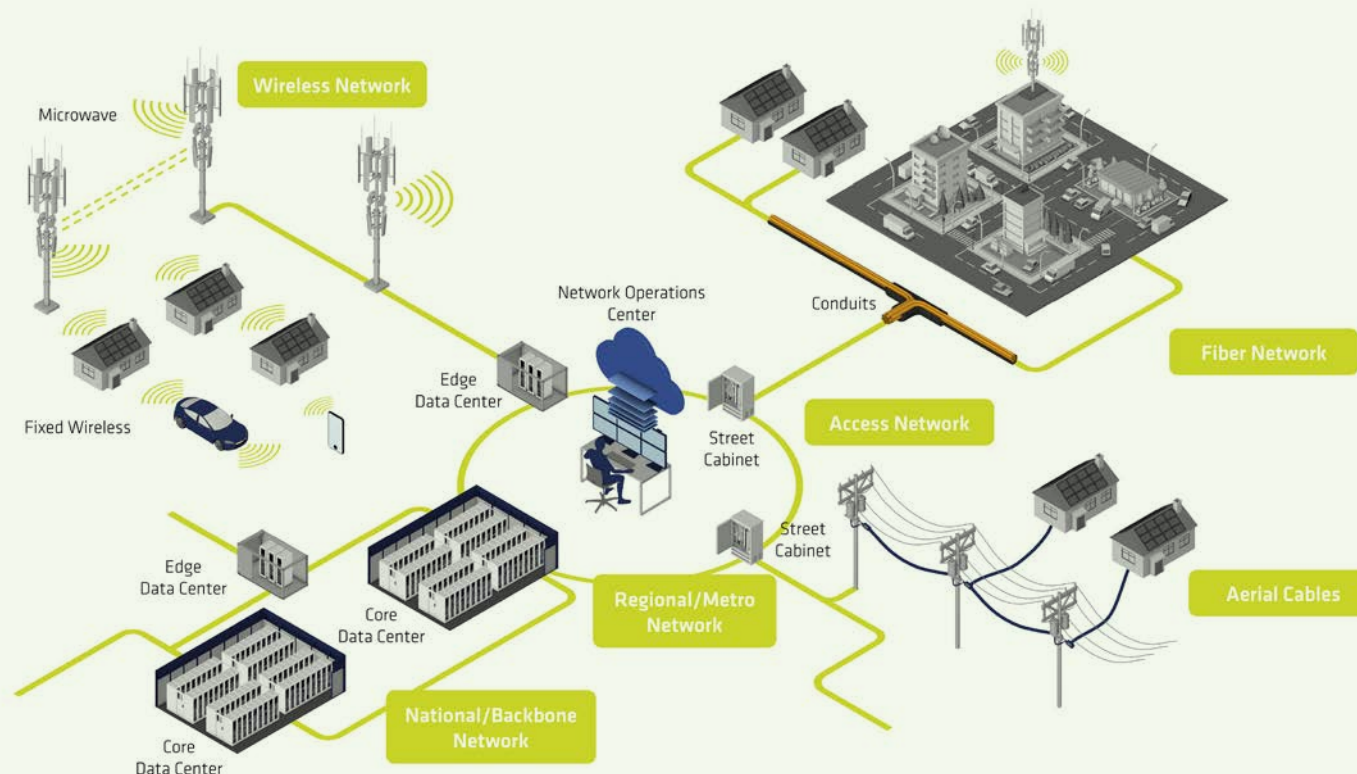 Wireless Network
Microwave
Network Operations
Center
Conduits
Fiber Network
Edge
Data Center
Access Network
Street
Cabinet
Fixed Wireless
Street
Cabinet
Edge
Data Center
Aerial Cables
Regional/Metro
Network
Core
Data Center
National/Backbone
Network
Core
Data Center